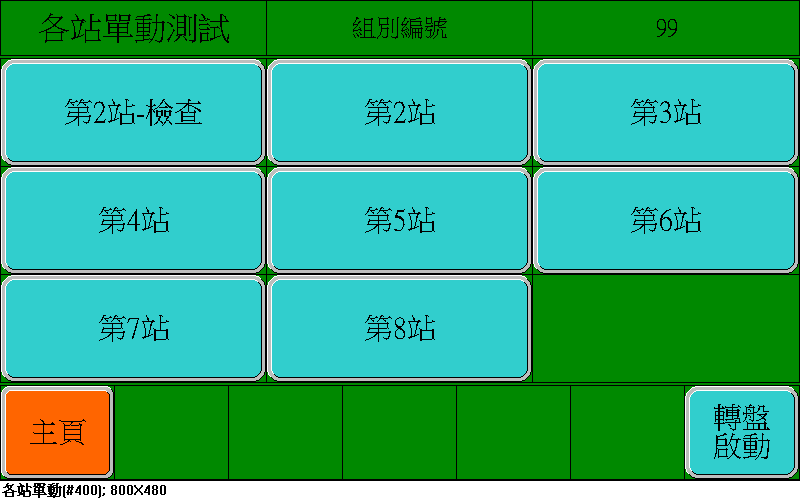 各站單動測試 組別編號 99
第2站-檢查 第2站 第3站
第4站 第5站 第6站
第7站 第8站
主頁 轉盤
啟動
各站單動(#400); 800X480